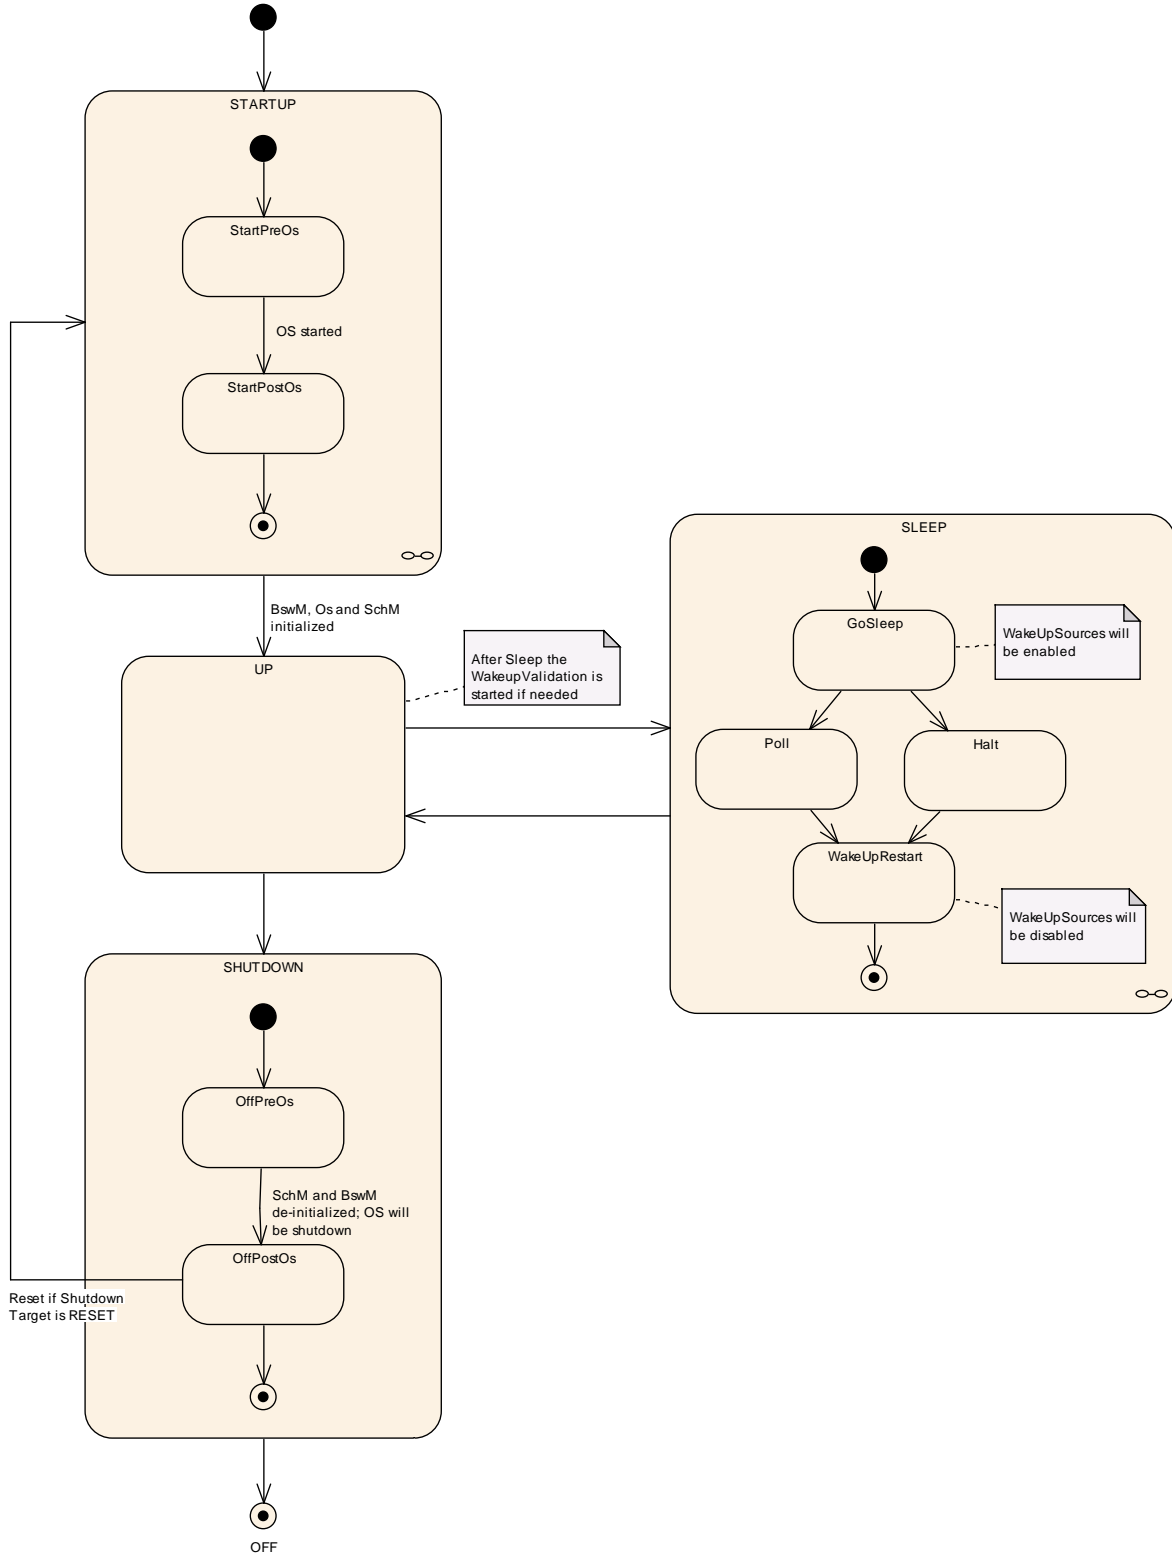 STARTUP
StartPreOs
OS started
StartPostOs
BswM, Os and SchM
initialized
UP
After Sleep the
WakeupValidation is
started if needed
SLEEP
GoSleep
WakeUpSources will
be enabled
Poll
Halt
WakeUpRestart
WakeUpSources will
be disabled
SHUTDOWN
OffPreOs
SchM and BswM
de-initialized; OS will
be shutdown
OffPostOs
Reset if Shutdown
Target is RESET
OFF